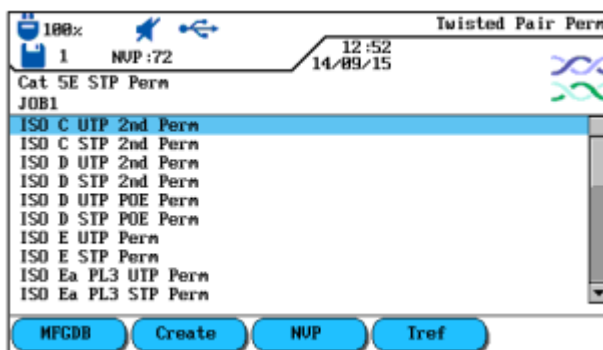 100% Twisted Pair Perm
1 NVP:72 12:52
14/09/15
Cat 5E STP Perm
JOB1
ISO C UTP 2nd Perm
ISO C STP 2nd Perm
ISO D UTP 2nd Perm
ISO D STP 2nd Perm
ISO D UTP POE Perm
ISO D STP POE Perm
ISO E UTP Perm
ISO E STP Perm
ISO Ea PL3 UTP Perm
ISO Ea PL3 STP Perm
MFGDB Create NVP Iref